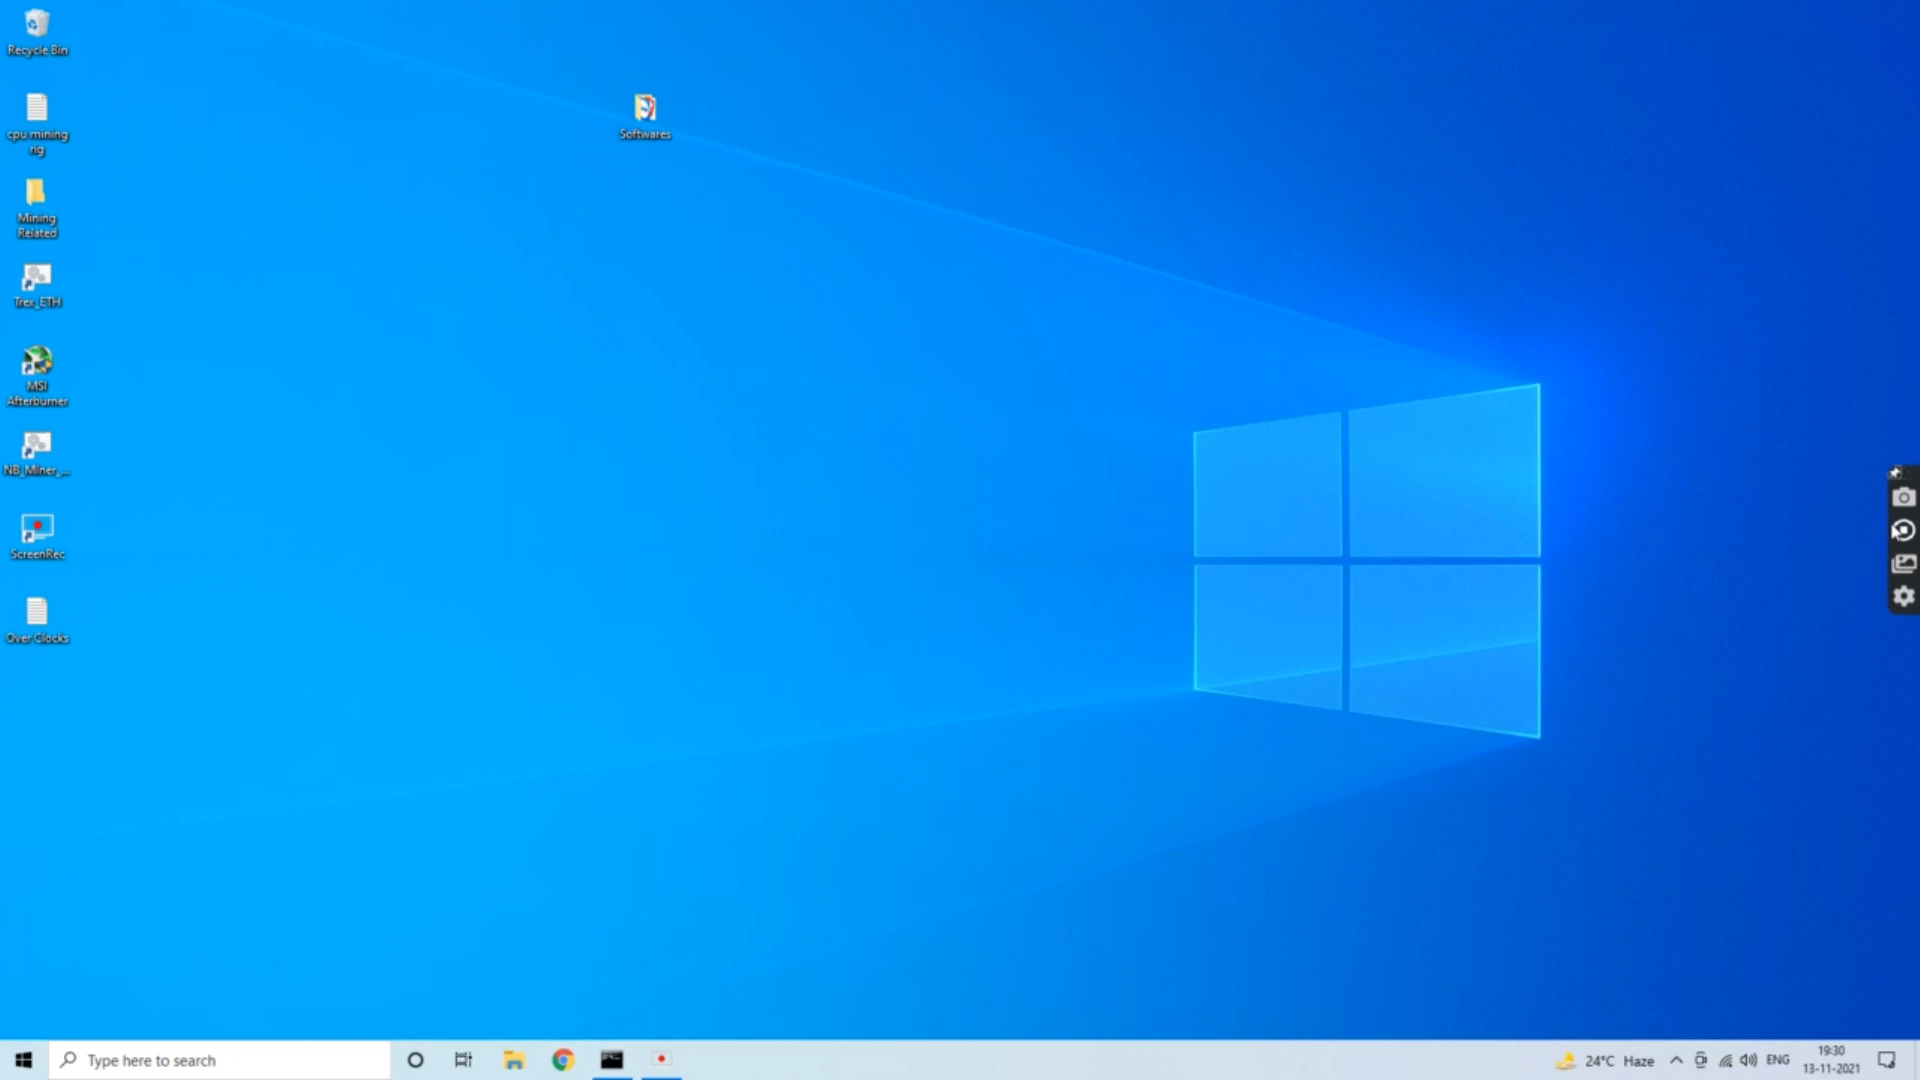 Recycle Bin
cpu mining
rig
Mining
Related
Trex_ETH
MSI
Afterburner
NB_Miner_...
ScreenRec
Over Clocks
Softwares
Type here to search
24°C Haze
ENG
19:30
13-11-2021